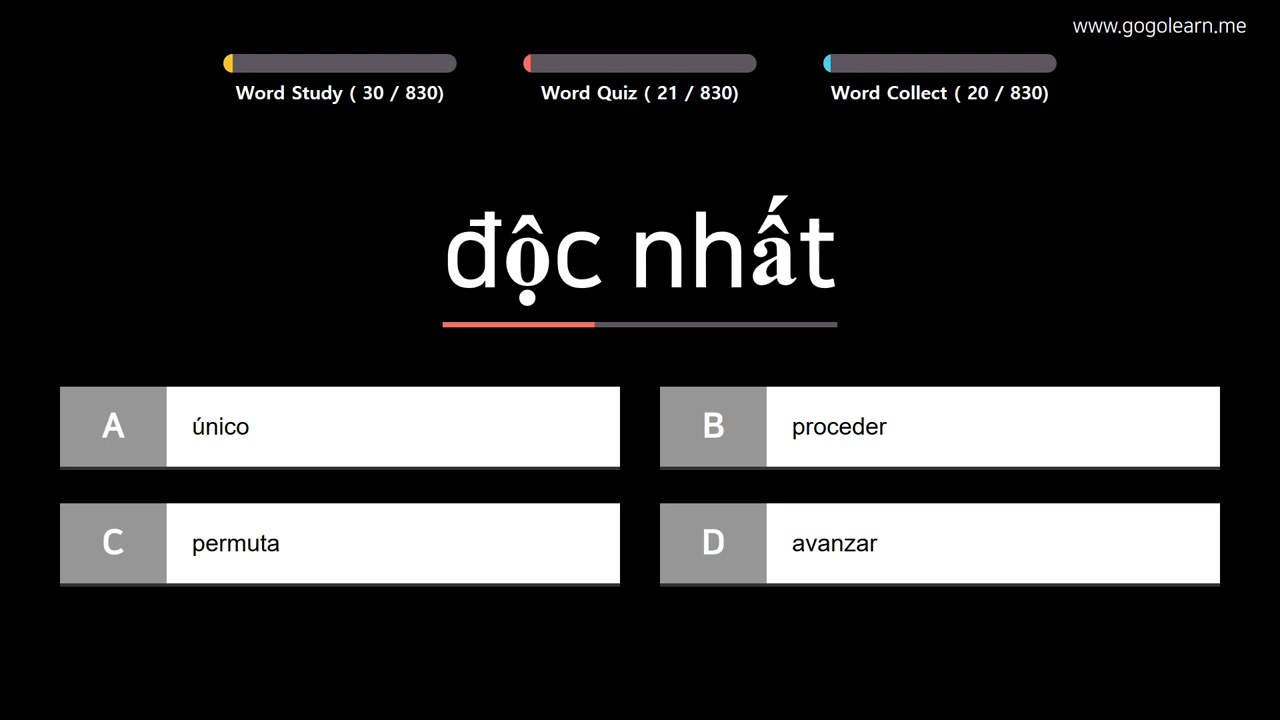 www.gogolearn.me
Word Study ( 30 / 830)
Word Quiz ( 21 / 830)
Word Collect ( 20 / 830)
độc nhất
A
único
B
proceder
C
permuta
D
avanzar